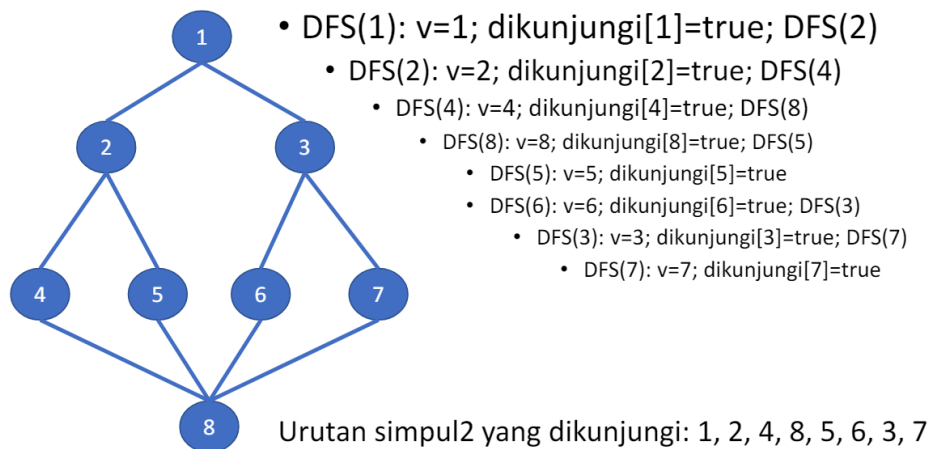 1
• DFS(1): v=1; dikunjungi[1]=true; DFS(2)
• DFS(2): v=2; dikunjungi[2]=true; DFS(4)
• DFS(4): v=4; dikunjungi[4]=true; DFS(8)
• DFS(8): v=8; dikunjungi[8]=true; DFS(5)
• DFS(5): v=5; dikunjungi[5]=true
• DFS(6): v=6; dikunjungi[6]=true; DFS(3)
• DFS(3): v=3; dikunjungi[3]=true; DFS(7)
• DFS(7): v=7; dikunjungi[7]=true
2 3
4 5 6 7
8
Urutan simpul2 yang dikunjungi: 1, 2, 4, 8, 5, 6, 3, 7